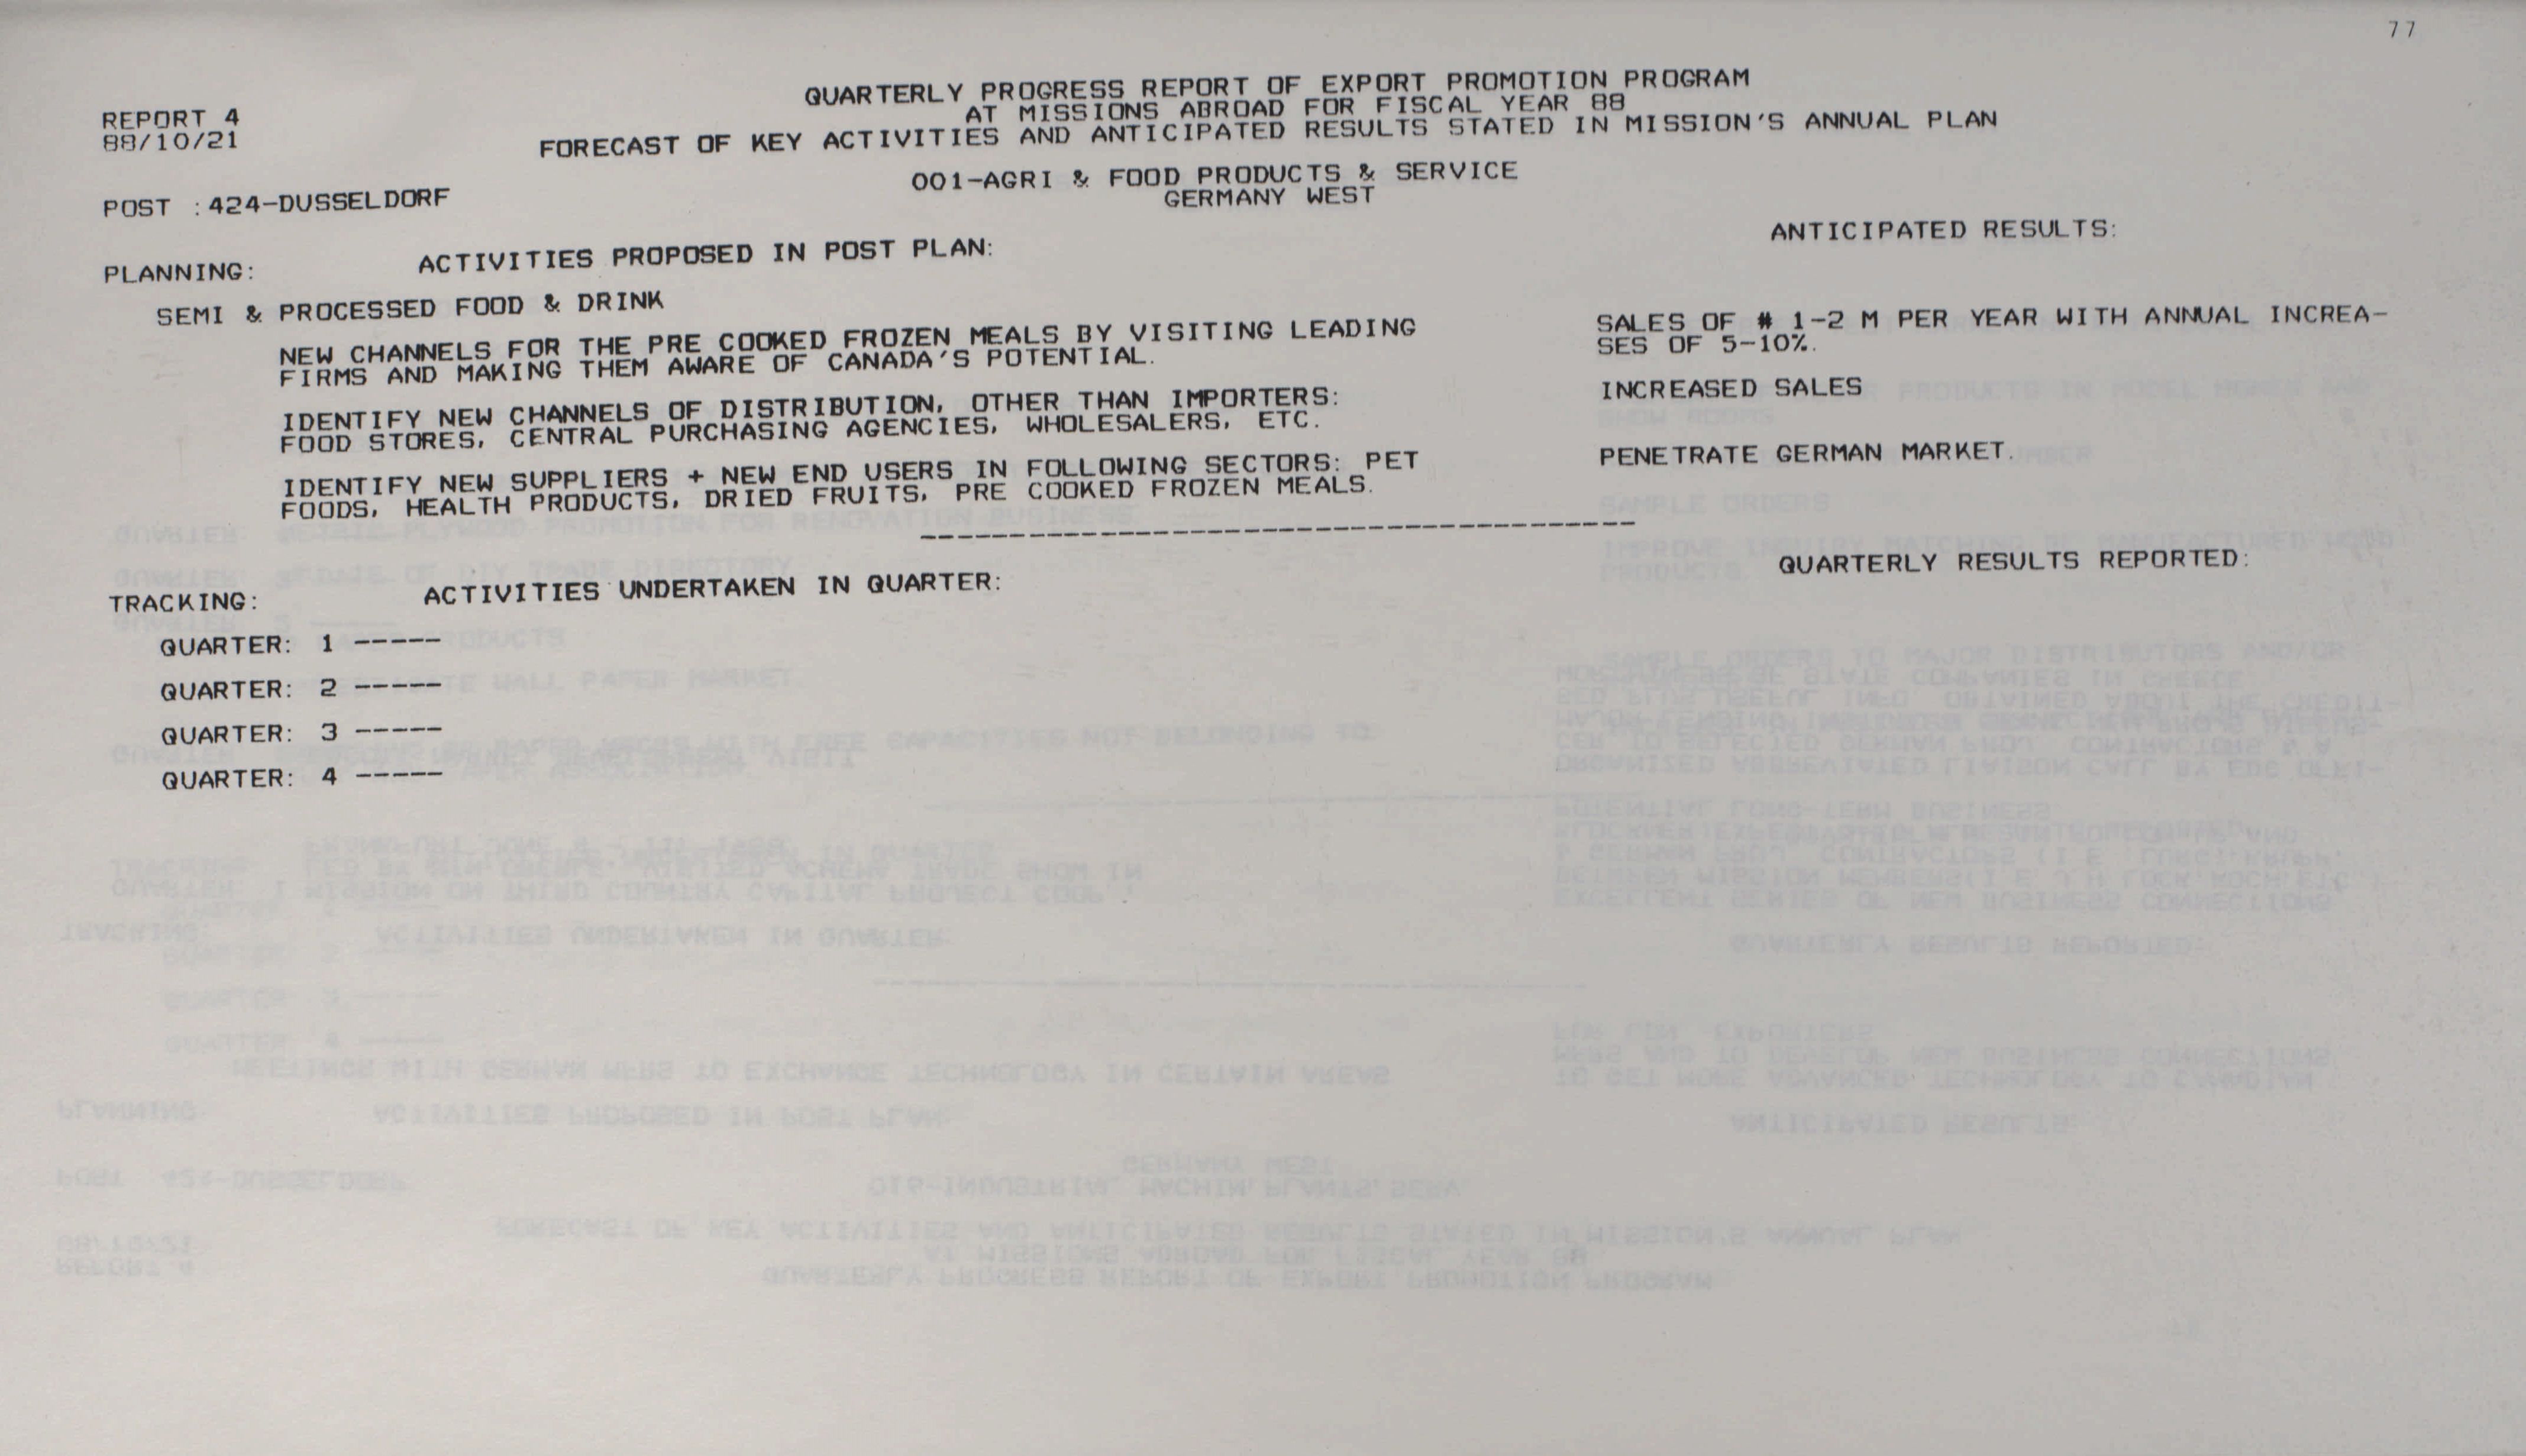 77
QUARTERLY PROGRESS REPORT OF EXPORT PROMOTION PROGRAM
REPORT 4 AT MISSIONS ABROAD FOR FISCAL YEAR 88
88/10/21 FORECAST OF KEY ACTIVITIES AND ANTICIPATED RESULTS STATED IN MISSION'S ANNUAL PLAN
001-AGRI & FOOD PRODUCTS & SERVICE
POST :424-DUSSELDORF GERMANY WEST
PLANNING: ACTIVITIES PROPOSED IN POST PLAN: ANTICIPATED RESULTS:
SEMI & PROCESSED FOOD & DRINK
NEW CHANNELS FOR THE PRE COOKED FROZEN MEALS BY VISITING LEADING SALES OF # 1-2 M PER YEAR WITH ANNUAL INCREA-
FIRMS AND MAKING THEM AWARE OF CANADA'S POTENTIAL. SES OF 5-10%.
IDENTIFY NEW CHANNELS OF DISTRIBUTION, OTHER THAN IMPORTERS: INCREASED SALES
FOOD STORES, CENTRAL PURCHASING AGENCIES, WHOLESALERS, ETC.
IDENTIFY NEW SUPPLIERS + NEW END USERS IN FOLLOWING SECTORS: PET PENETRATE GERMAN MARKET.
FOODS, HEALTH PRODUCTS, DRIED FRUITS, PRE COOKED FROZEN MEALS.
----------------------------------------
TRACKING: ACTIVITIES UNDERTAKEN IN QUARTER: QUARTERLY RESULTS REPORTED:
QUARTER: 1 -----
QUARTER: 2 -----
QUARTER: 3 -----
QUARTER: 4 -----